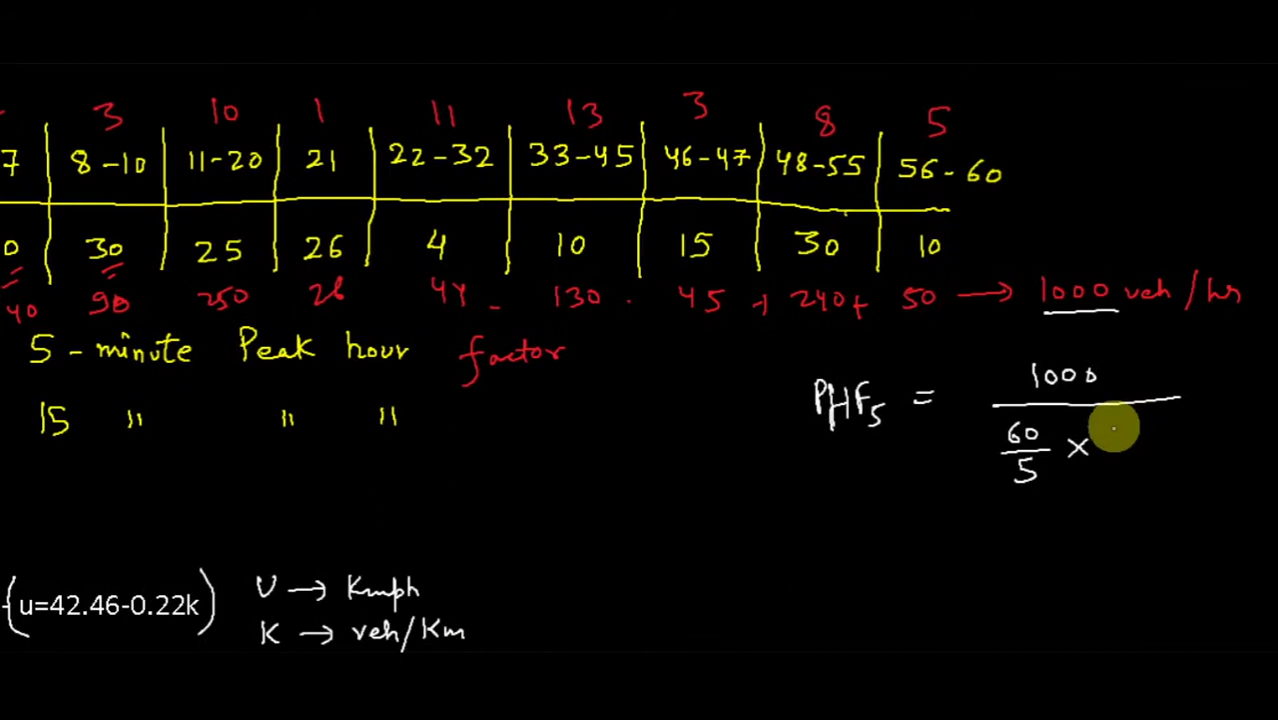 3 10 1 11 13 3 8 5
7 8-10 11-20 21 22-32 33-45 46-47 48-55 56-60
0 30 25 26 4 10 15 30 10
40 90 250 26 44 - 130 . 45 + 240+ 50 → 1000 veh/hr
5-minute Peak hour factor
15 " " "
PHF5 = 1000
60
5 ×
(u=42.46-0.22k)
U → Kmph
K → veh/Km